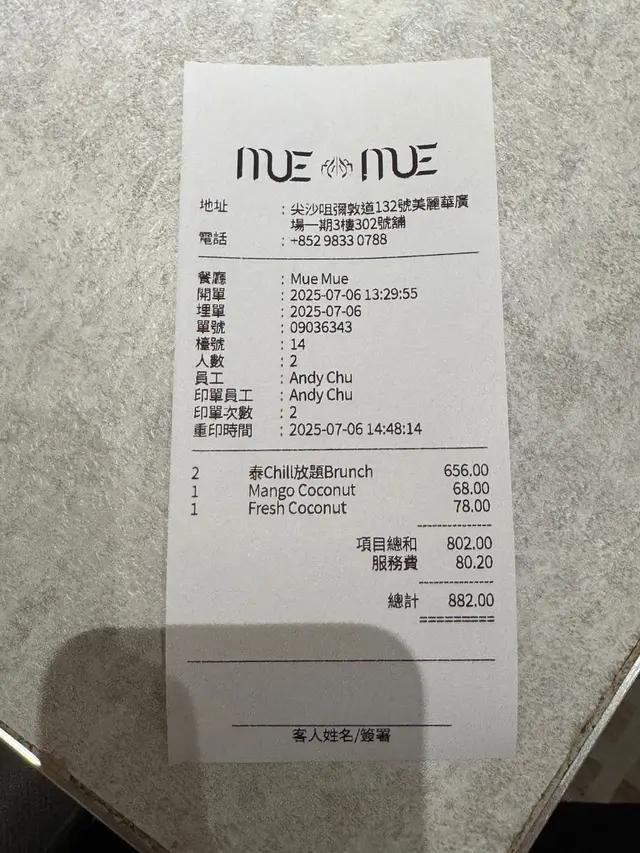 MUE MUE
地址 : 尖沙咀彌敦道132號美麗華廣
場一期3樓302號舖
電話 : +852 9833 0788
餐廳 : Mue Mue
開單 : 2025-07-06 13:29:55
埋單 : 2025-07-06
單號 : 09036343
檯號 : 14
人數 : 2
員工 : Andy Chu
印單員工 : Andy Chu
印單次數 : 2
重印時間 : 2025-07-06 14:48:14
2 泰Chill放題Brunch 656.00
1 Mango Coconut 68.00
1 Fresh Coconut 78.00
項目總和 802.00
服務費 80.20
總計 882.00
客人姓名/簽署